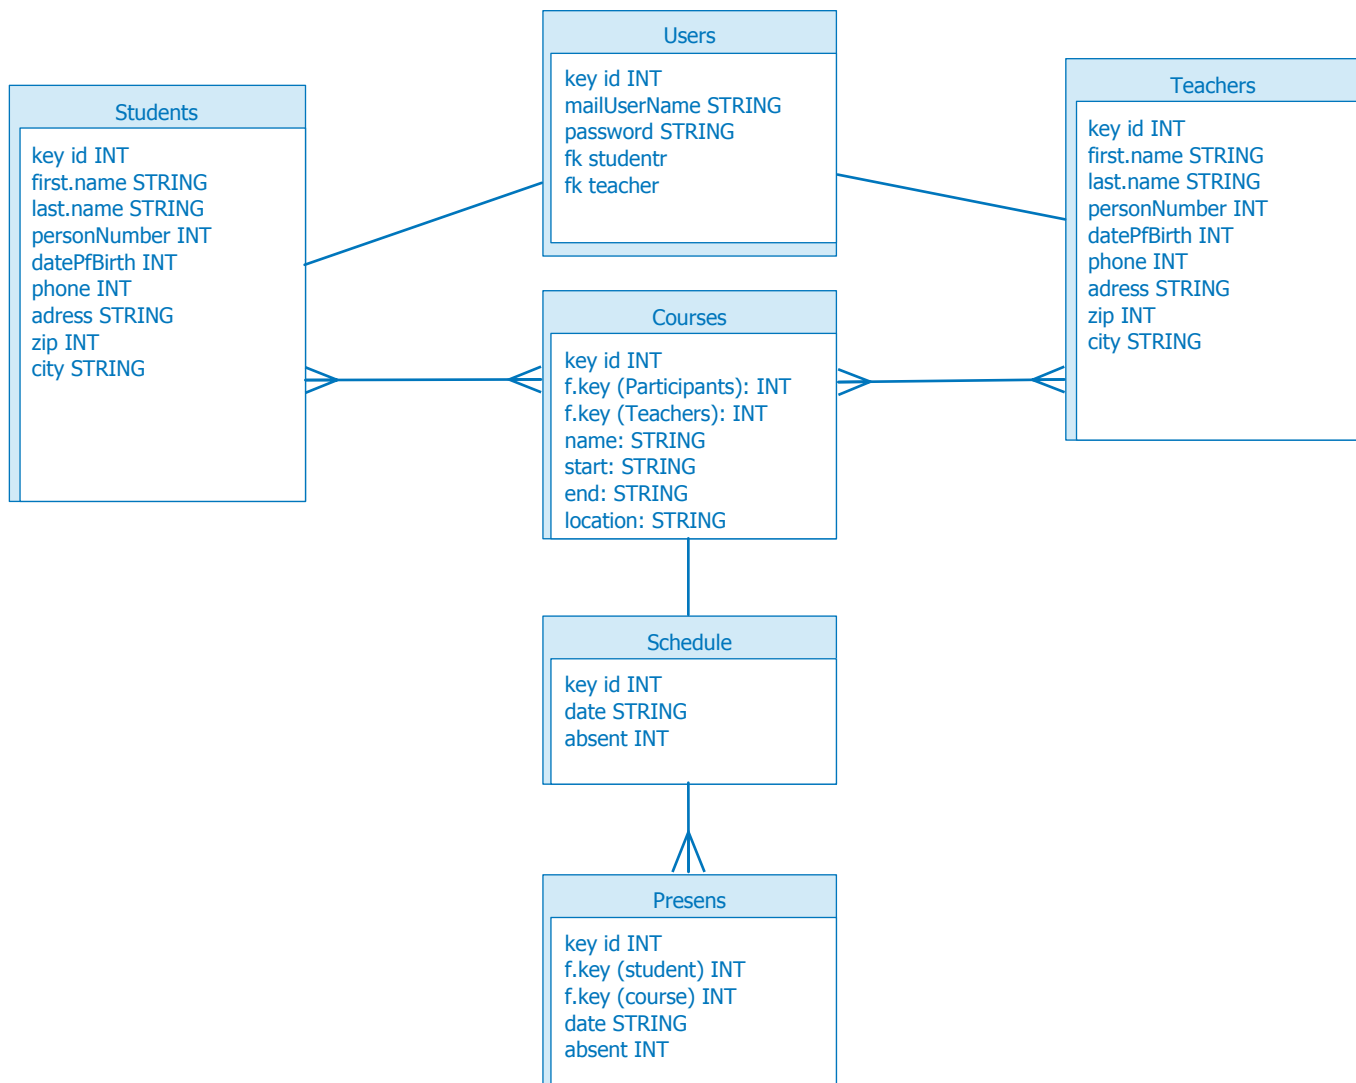 Users
key id INT
mailUserName STRING
password STRING
fk studentr
fk teacher
Students
key id INT
first.name STRING
last.name STRING
personNumber INT
datePfBirth INT
phone INT
adress STRING
zip INT
city STRING
Teachers
key id INT
first.name STRING
last.name STRING
personNumber INT
datePfBirth INT
phone INT
adress STRING
zip INT
city STRING
Courses
key id INT
f.key (Participants): INT
f.key (Teachers): INT
name: STRING
start: STRING
end: STRING
location: STRING
Schedule
key id INT
date STRING
absent INT
Presens
key id INT
f.key (student) INT
f.key (course) INT
date STRING
absent INT